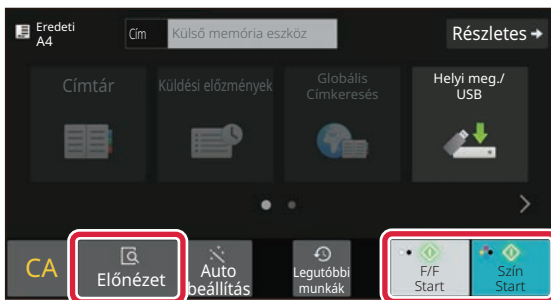 Eredeti
A4
Cím
Külső memória eszköz
Részletes
Címtár
Küldési előzmények
Globális
Címkeresés
Helyi meg./
USB
CA
Előnézet
Auto
beállítás
Legutóbbi
munkák
F/F
Start
Szín
Start